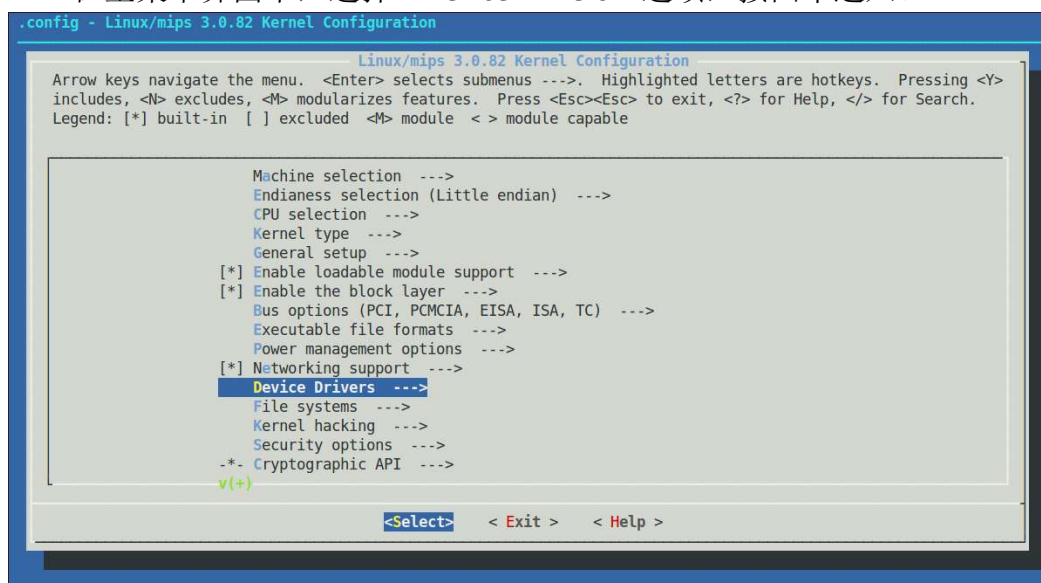 .config - Linux/mips 3.0.82 Kernel Configuration
Linux/mips 3.0.82 Kernel Configuration
Arrow keys navigate the menu.  <Enter> selects submenus --->.  Highlighted letters are hotkeys.  Pressing <Y>
includes, <N> excludes, <M> modularizes features.  Press <Esc><Esc> to exit, <?> for Help, </> for Search.
Legend: [*] built-in  [ ] excluded  <M> module  < > module capable
Machine selection  --->
Endianess selection (Little endian)  --->
CPU selection  --->
Kernel type  --->
General setup  --->
[*] Enable loadable module support  --->
[*] Enable the block layer  --->
Bus options (PCI, PCMCIA, EISA, ISA, TC)  --->
Executable file formats  --->
Power management options  --->
[*] Networking support  --->
Device Drivers  --->
File systems  --->
Kernel hacking  --->
Security options  --->
-*- Cryptographic API  --->
v(+)
<Select>    < Exit >    < Help >